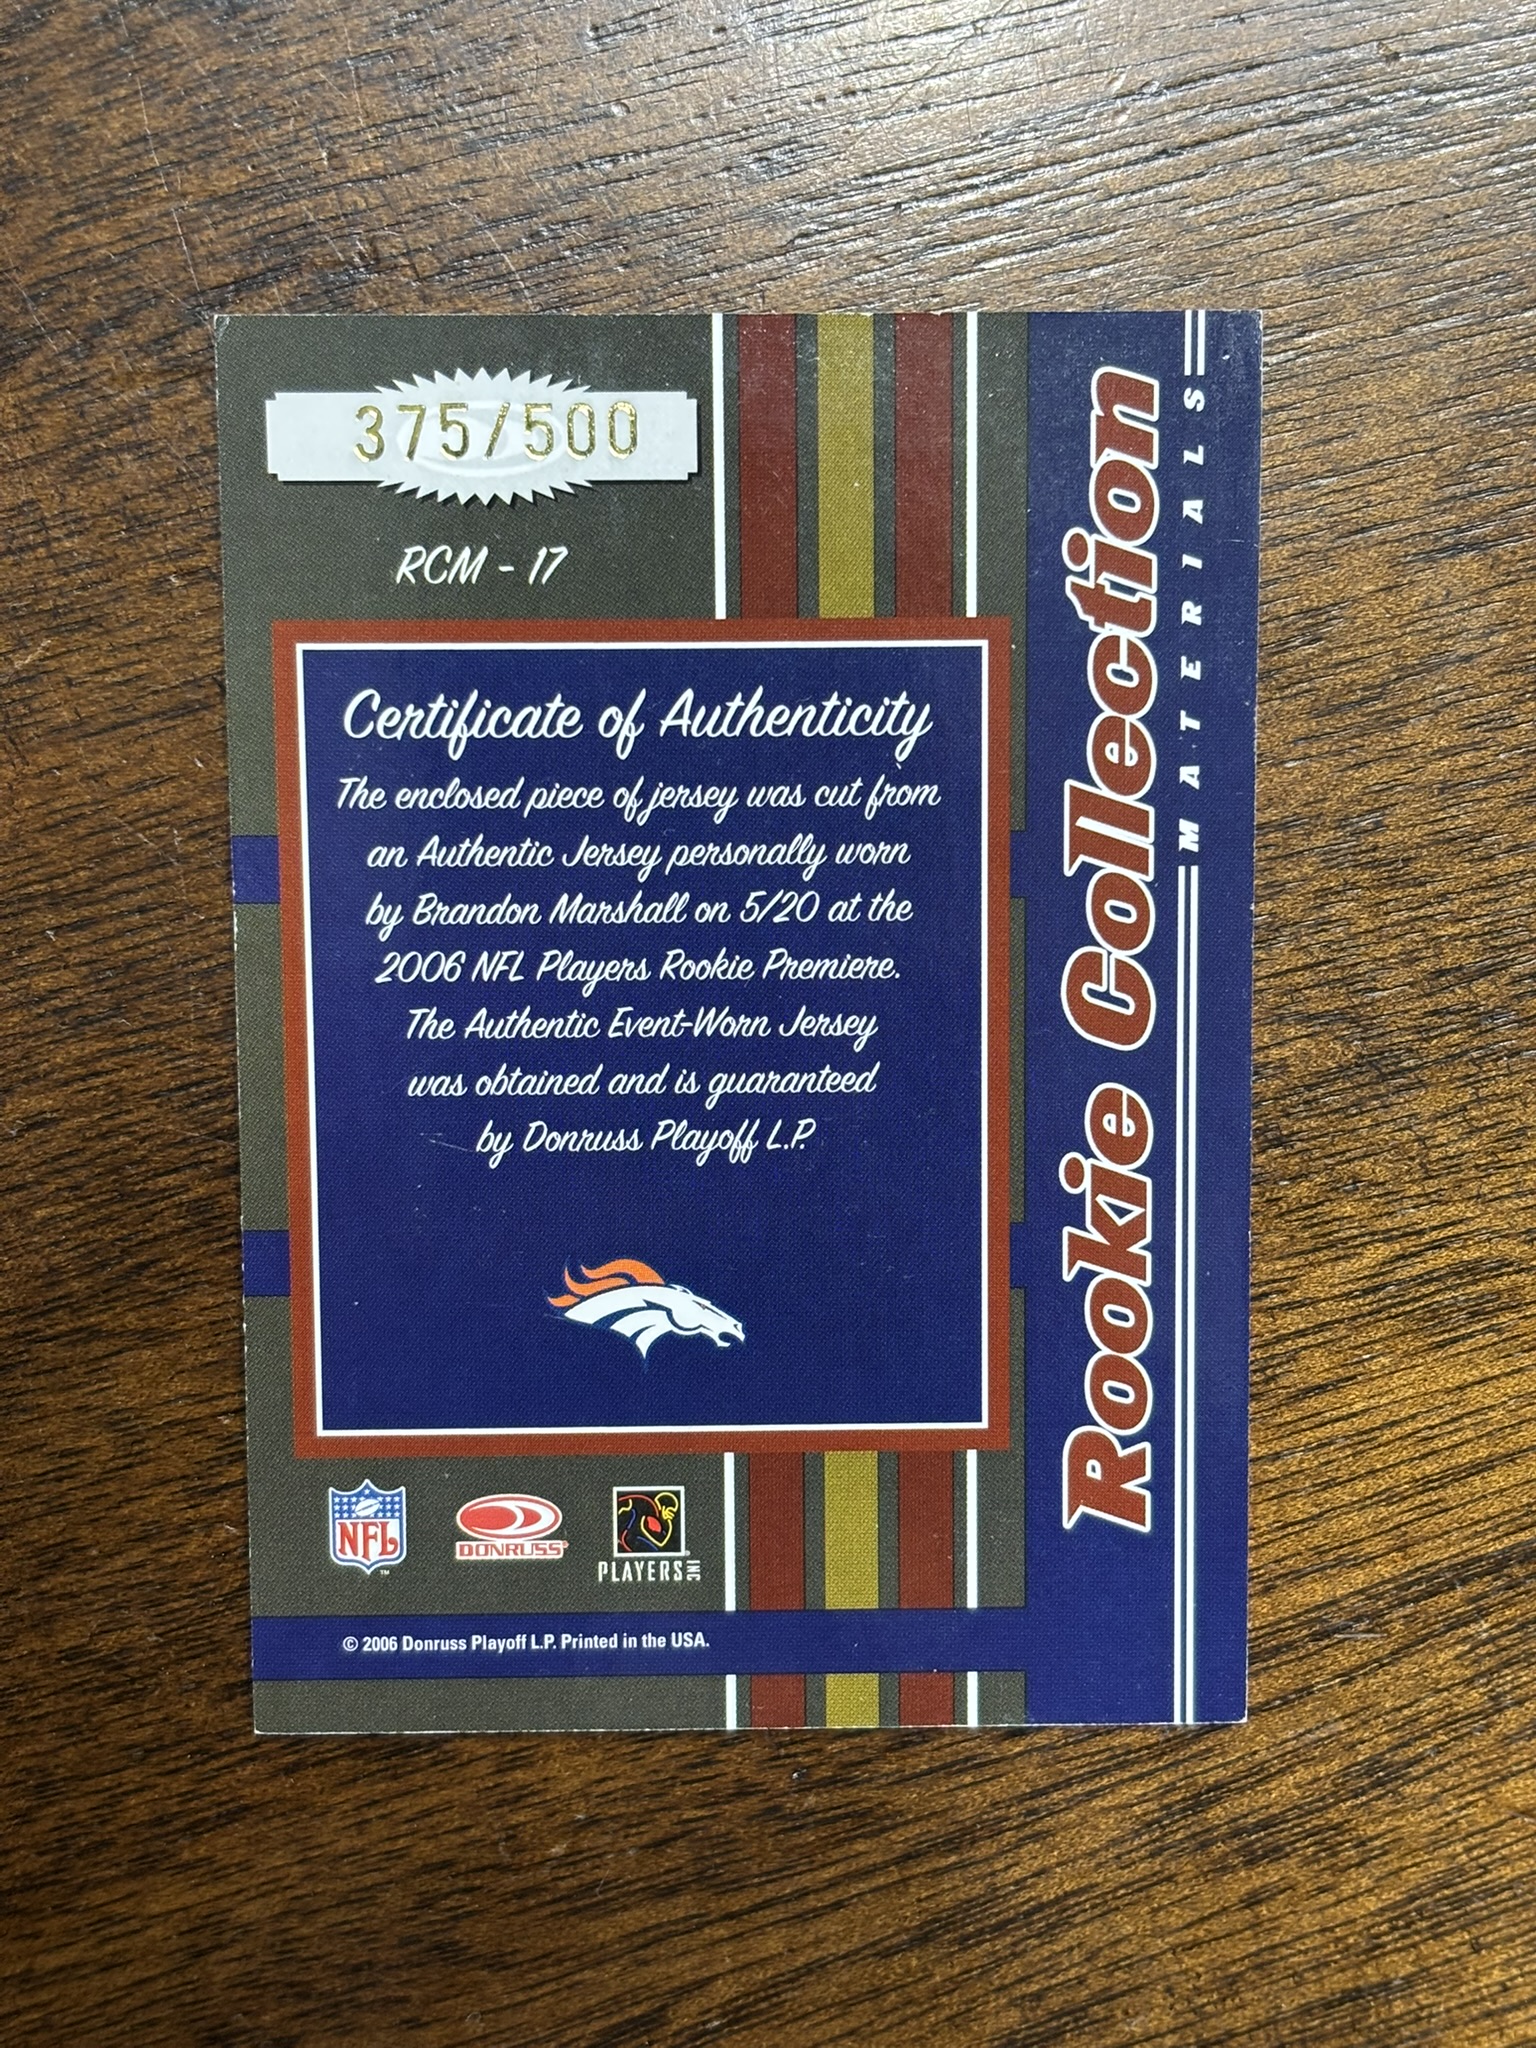 375/500
RCM - 17
Certificate of Authenticity
The enclosed piece of jersey was cut from
an Authentic Jersey personally worn
by Brandon Marshall on 5/20 at the
2006 NFL Players Rookie Premiere.
The Authentic Event-Worn Jersey
was obtained and is guaranteed
by Donruss Playoff L.P.
NFL
TM
DONRUSS®
PLAYERS INC
© 2006 Donruss Playoff L.P. Printed in the USA.
Rookie Collection
MATERIALS